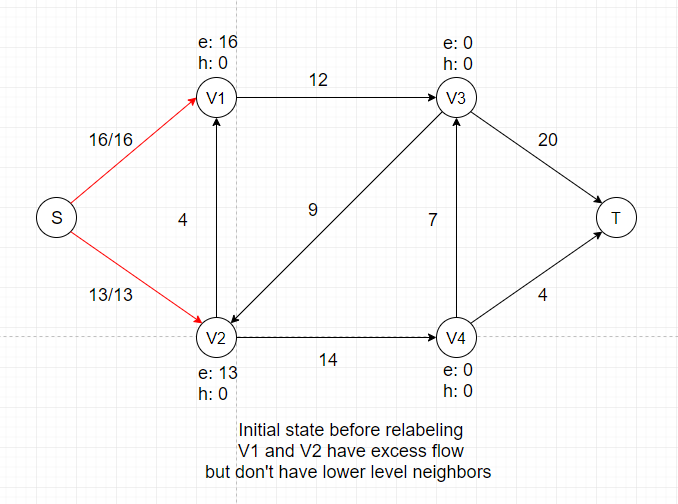 e: 16
h: 0
e: 0
h: 0
V1
12
V3
16/16
20
S
4
9
7
T
13/13
4
V2
14
V4
e: 13
h: 0
e: 0
h: 0
Initial state before relabeling
V1 and V2 have excess flow
but don't have lower level neighbors